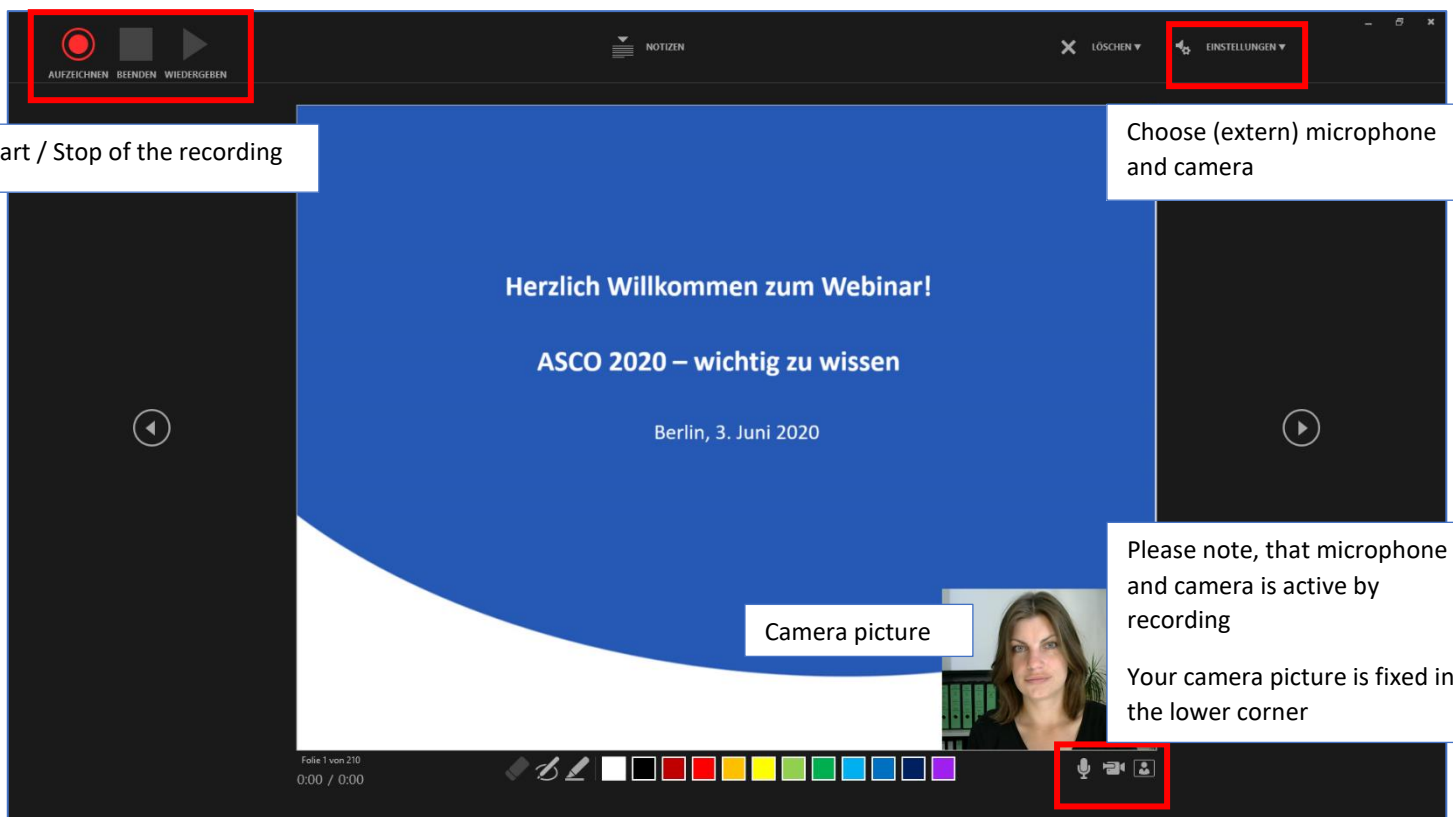 NOTIZEN
LÖSCHEN
EINSTELLUNGEN
AUFZEICHNEN BEENDEN WIEDERGEBEN
art / Stop of the recording
Choose (extern) microphone
and camera
Herzlich Willkommen zum Webinar!
ASCO 2020 – wichtig zu wissen
Berlin, 3. Juni 2020
Please note, that microphone
and camera is active by
recording
Your camera picture is fixed in
the lower corner
Camera picture
Folie 1 von 210
0:00 / 0:00